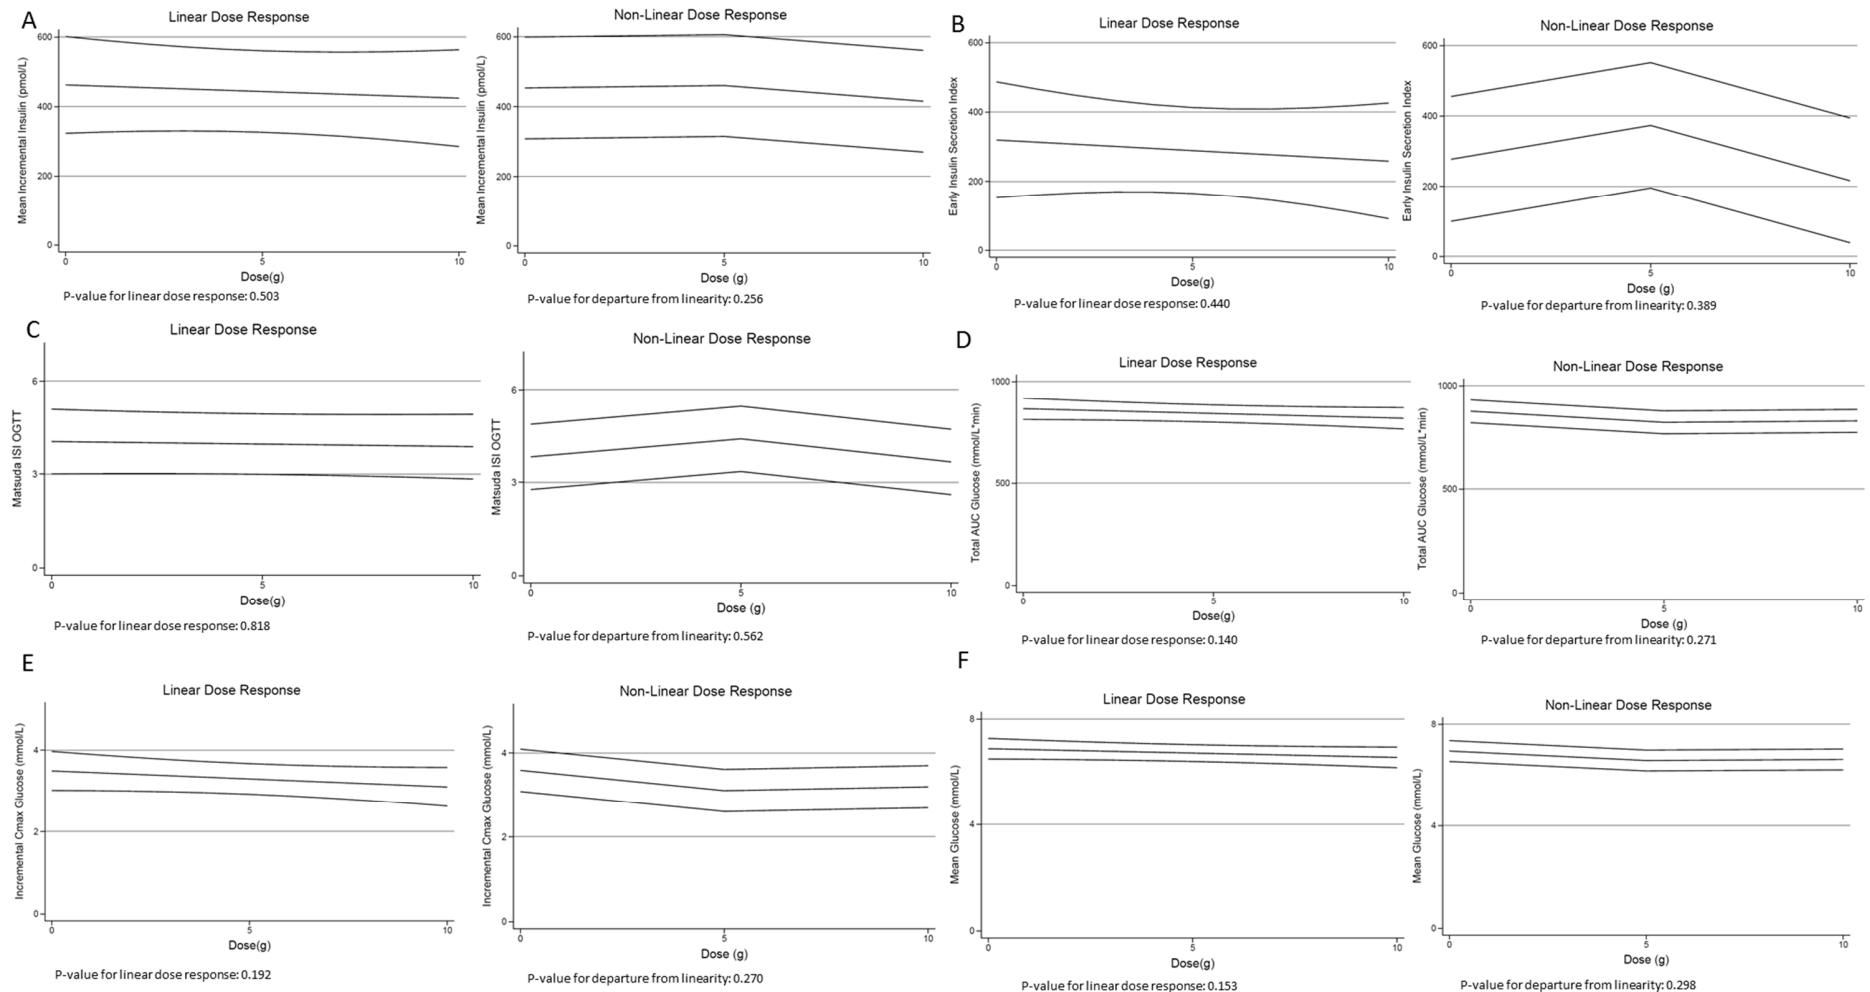 A
Linear Dose Response
Mean Incremental Insulin (pmol/L)
600
400
200
0
0 5 10
Dose(g)
P-value for linear dose response: 0.503
Non-Linear Dose Response
Mean Incremental Insulin (pmol/L)
600
400
200
0
0 5 10
Dose (g)
P-value for departure from linearity: 0.256
B
Linear Dose Response
Early Insulin Secretion Index
600
400
200
0
0 5 10
Dose(g)
P-value for linear dose response: 0.440
Non-Linear Dose Response
Early Insulin Secretion Index
600
400
200
0
0 5 10
Dose (g)
P-value for departure from linearity: 0.389
C
Linear Dose Response
Matsuda ISI OGTT
6
3
0
0 5 10
Dose(g)
P-value for linear dose response: 0.818
Non-Linear Dose Response
Matsuda ISI OGTT
6
3
0
0 5 10
Dose (g)
P-value for departure from linearity: 0.562
D
Linear Dose Response
Total AUC Glucose (mmol/L*min)
1000
500
0
0 5 10
Dose(g)
P-value for linear dose response: 0.140
Non-Linear Dose Response
Total AUC Glucose (mmol/L*min)
1000
500
0
0 5 10
Dose (g)
P-value for departure from linearity: 0.271
E
Linear Dose Response
Incremental Cmax Glucose (mmol/L)
4
2
0
0 5 10
Dose(g)
P-value for linear dose response: 0.192
Non-Linear Dose Response
Incremental Cmax Glucose (mmol/L)
4
2
0
0 5 10
Dose (g)
P-value for departure from linearity: 0.270
F
Linear Dose Response
Mean Glucose (mmol/L)
8
4
0
0 5 10
Dose(g)
P-value for linear dose response: 0.153
Non-Linear Dose Response
Mean Glucose (mmol/L)
8
4
0
0 5 10
Dose (g)
P-value for departure from linearity: 0.298